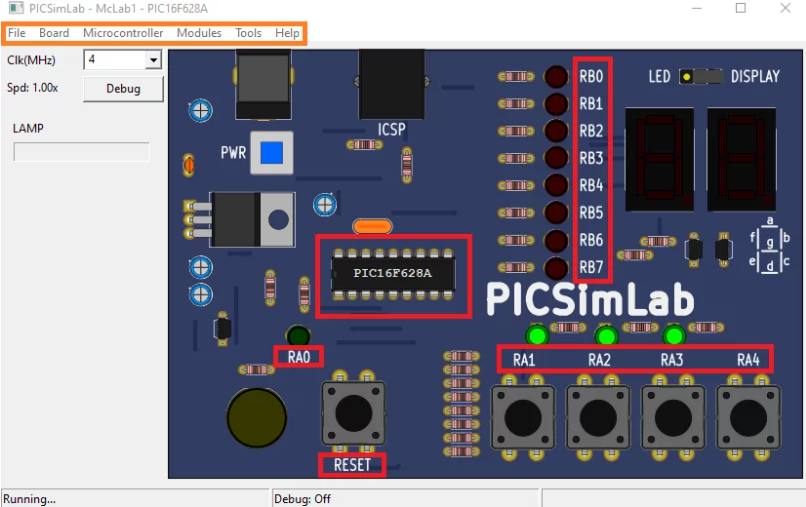 PICSimLab - McLab1 - PIC16F628A
File Board Microcontroller Modules Tools Help
Clk(MHz) 4
Spd: 1.00x Debug
LAMP
ICSP
PWR
RB0
RB1
RB2
RB3
RB4
RB5
RB6
RB7
LED DISPLAY
a
f b
g
e c
d
PIC16F628A
PICSimLab
RA0
RA1 RA2 RA3 RA4
RESET
Running... Debug: Off